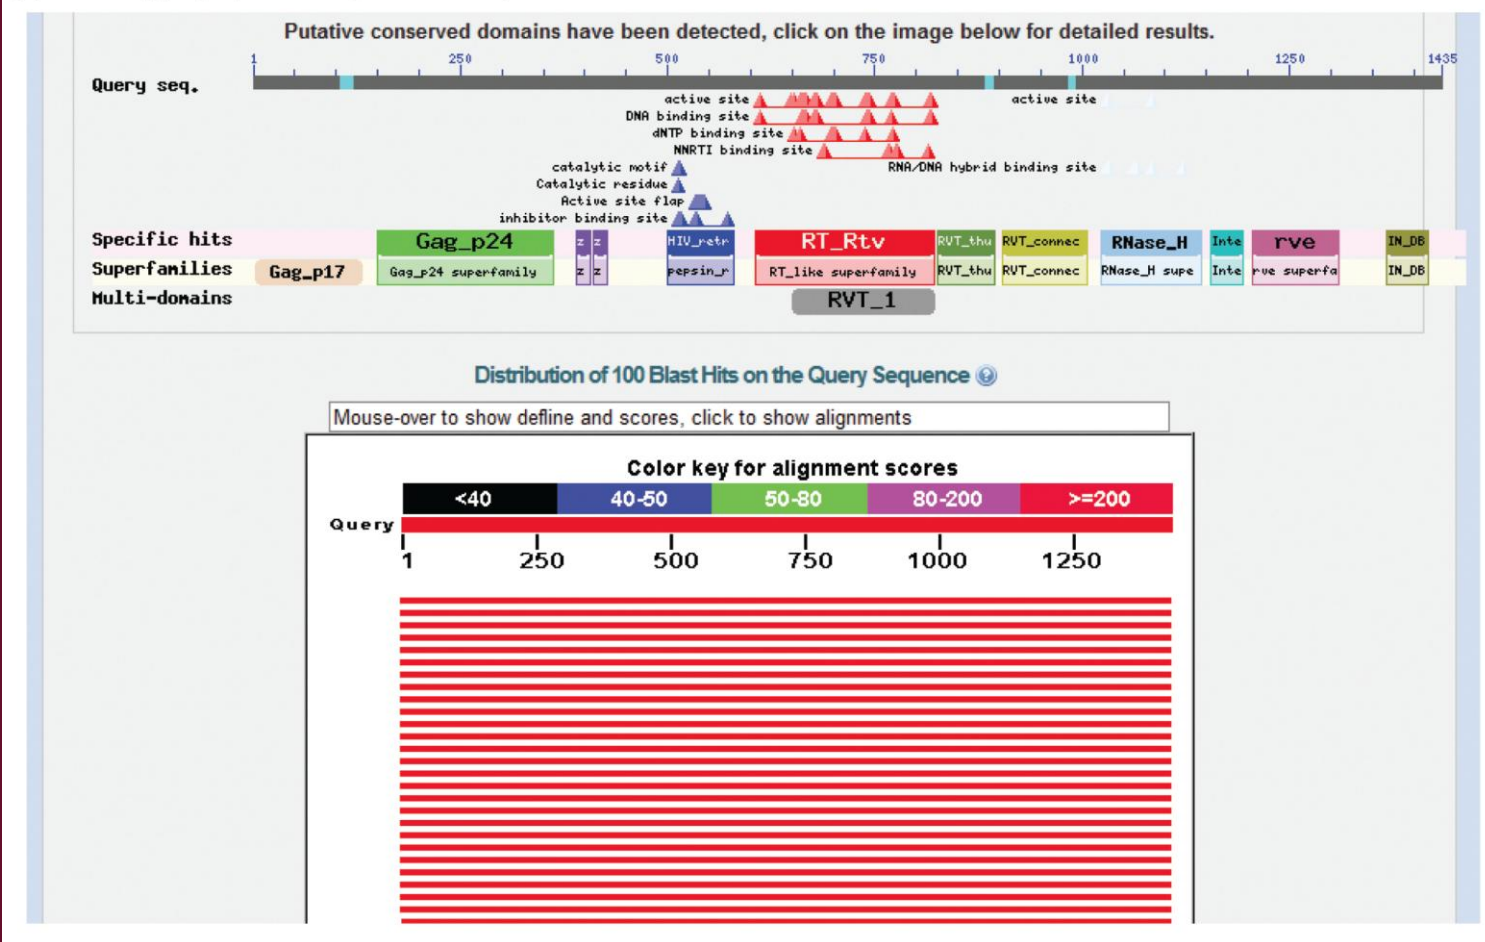 Putative conserved domains have been detected, click on the image below for detailed results.
1 250 500 750 1000 1250 1435
Query seq.
active site active site
DNA binding site
dNTP binding site
NNRTI binding site
catalytic motif RNA/DNA hybrid binding site
Catalytic residue
Active site flap
inhibitor binding site
Specific hits Gag_p24 z z HIV_retr RT_Rtv RVT_thu RVT_connec RNase_H Inte rve IN_DB
Superfamilies Gag_p17 Gag_p24 superfamily z z pepsin_r RT_like superfamily RVT_thu RVT_connec RNase_H supe Inte rve superfa IN_DB
Multi-domains RVT_1
Distribution of 100 Blast Hits on the Query Sequence ?
Mouse-over to show defline and scores, click to show alignments
Color key for alignment scores
<40 40-50 50-80 80-200 >=200
Query
1 250 500 750 1000 1250